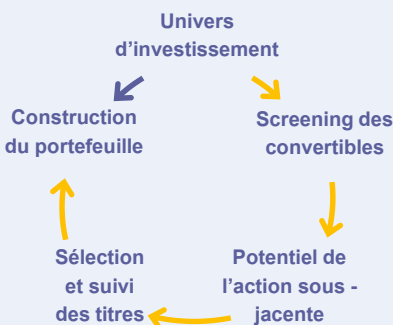 Univers
d’investissement
Screening des
convertibles
Potentiel de
l’action sous -
jacente
Sélection
et suivi
des titres
Construction
du portefeuille